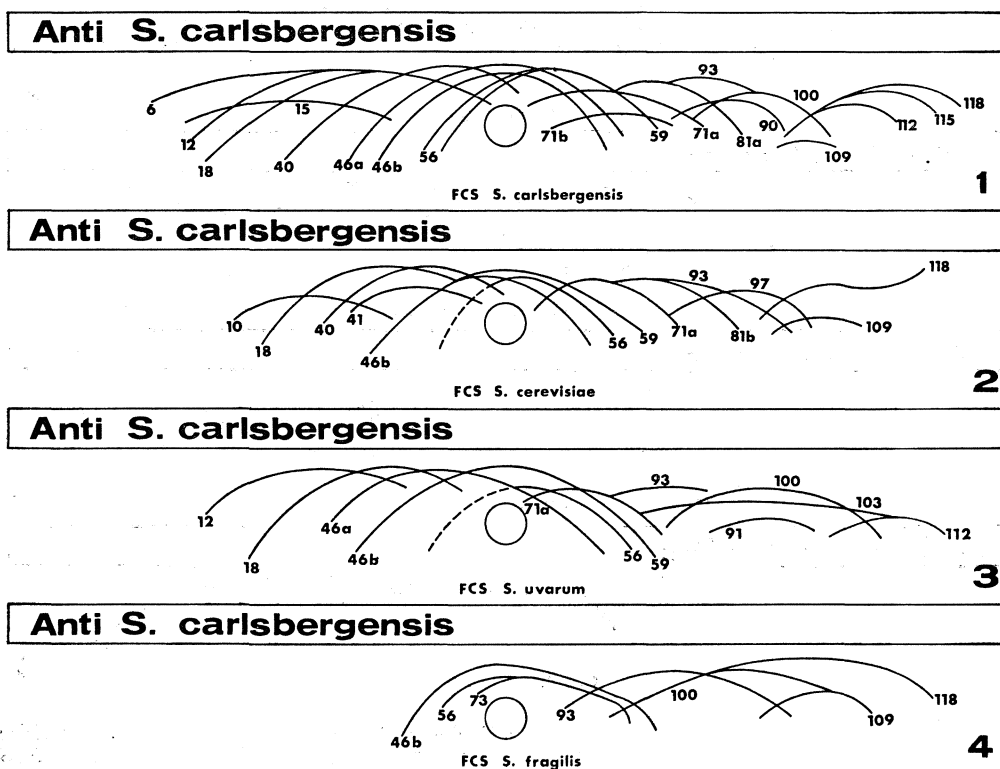 Anti S. carlsbergensis
93
6 15 100 118
12 71b 59 71a 90 112 115
18 40 46a 46b 56 81a 109
FCS S. carlsbergensis 1
Anti S. carlsbergensis
118
93 97
10 40 41 71a 81b 109
18 46b 56 59
FCS S. cerevisiae 2
Anti S. carlsbergensis
93 100
12 46a 71a 103
18 46b 56 59 91 112
FCS S. uvarum 3
Anti S. carlsbergensis
73 100 118
46b 56 93 109
FCS S. fragilis 4